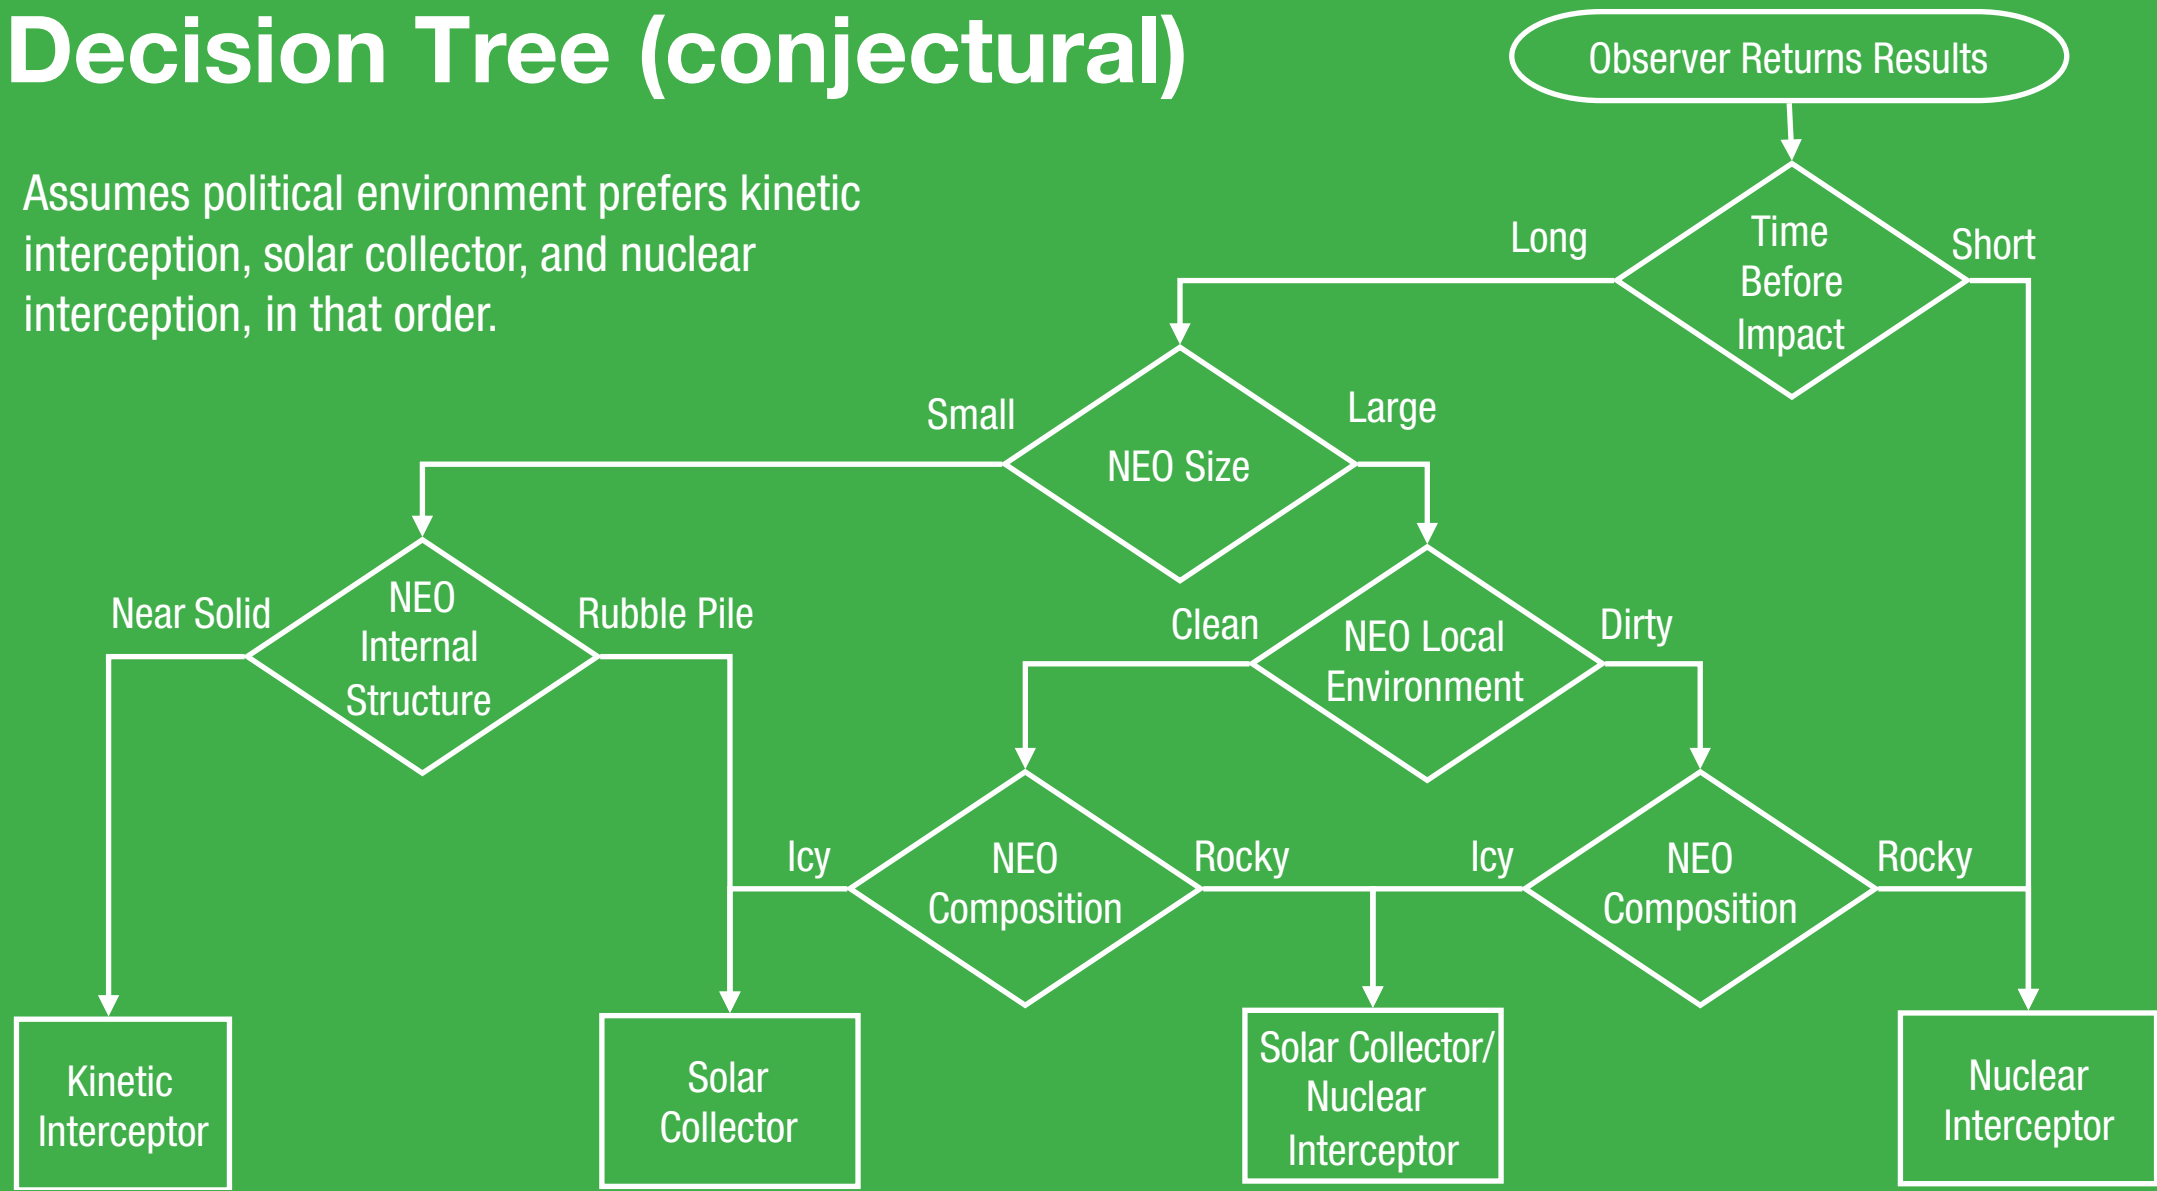 Decision Tree (conjectural)
Observer Returns Results
Assumes political environment prefers kinetic
interception, solar collector, and nuclear
interception, in that order.
Long
Time
Before
Impact
Short
Small
NEO Size
Large
Near Solid
NEO
Internal
Structure
Rubble Pile
Clean
NEO Local
Environment
Dirty
Icy
NEO
Composition
Rocky
Icy
NEO
Composition
Rocky
Kinetic
Interceptor
Solar
Collector
Solar Collector/
Nuclear
Interceptor
Nuclear
Interceptor